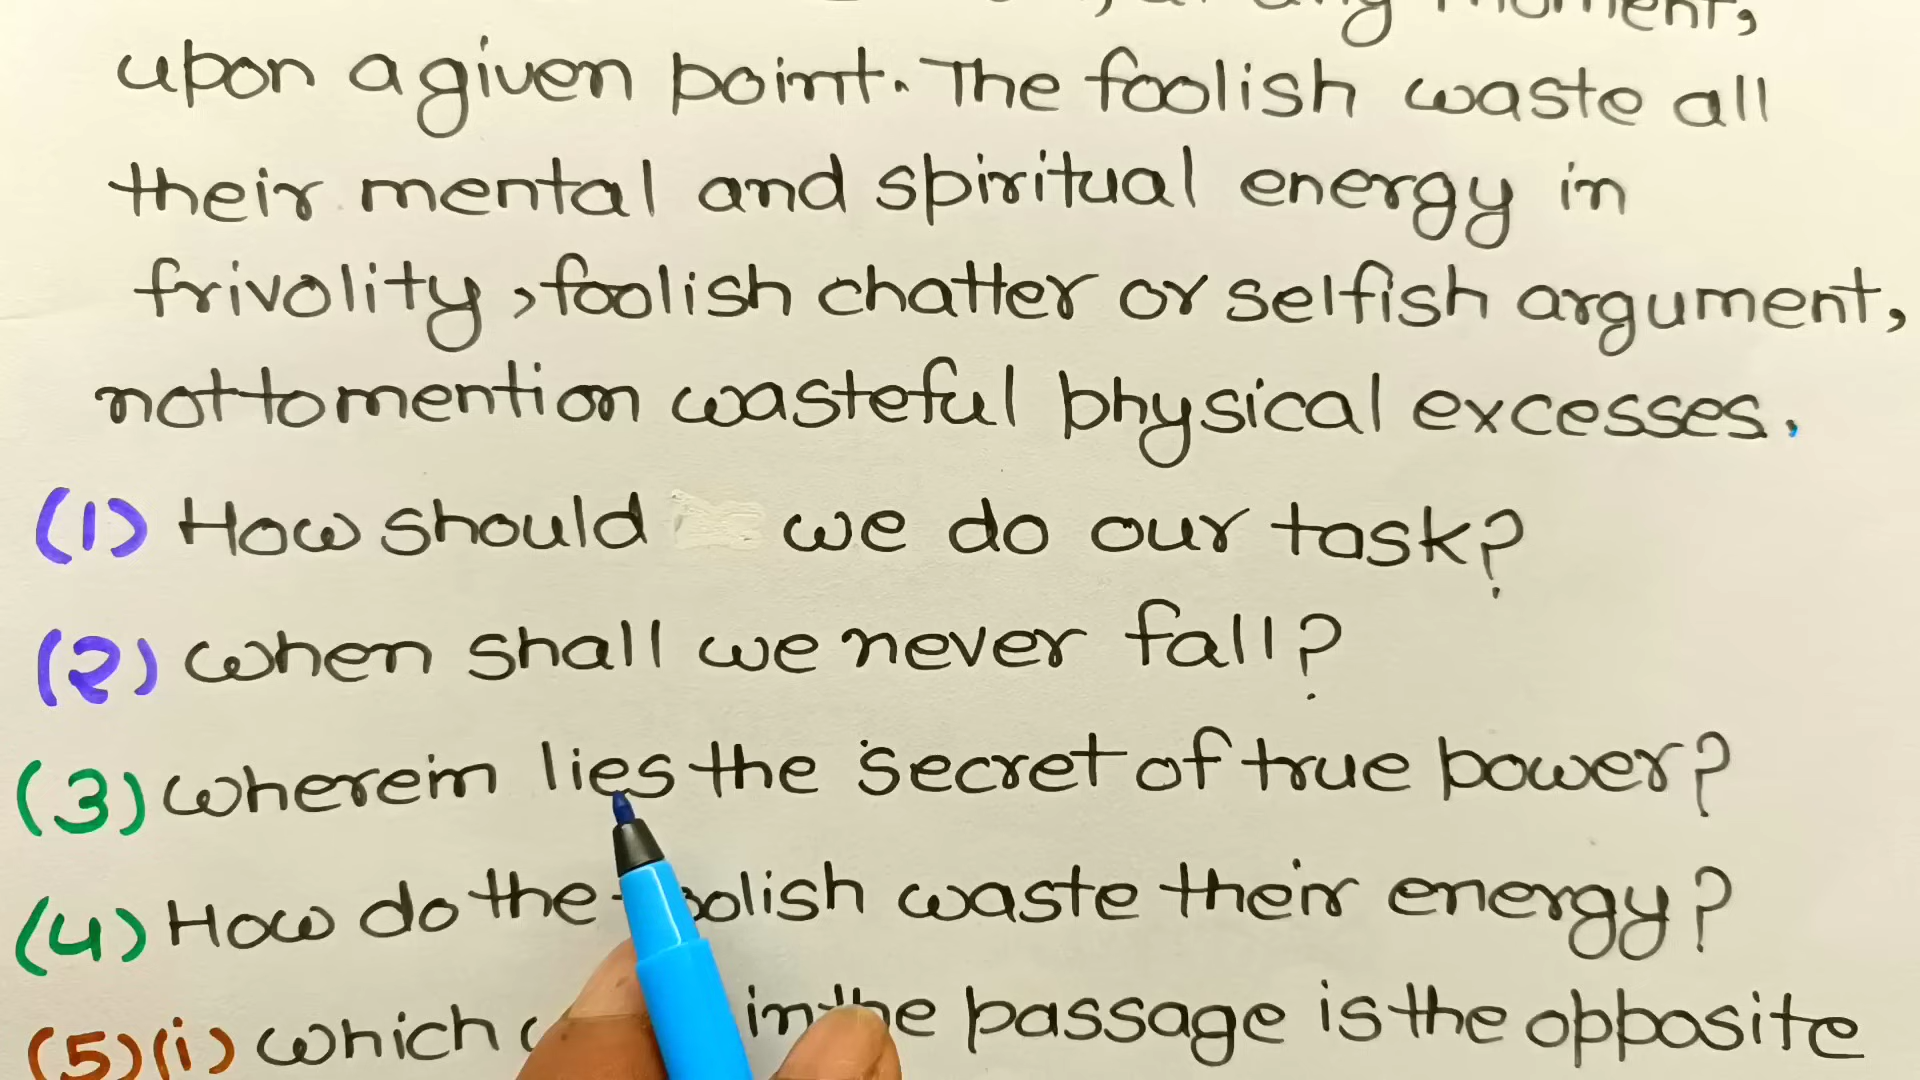 moment,
upon a given point. The foolish waste all
their mental and spiritual energy in
frivolity, foolish chatter or selfish argument,
not to mention wasteful physical excesses.
(1) How should we do our task?
(2) when shall we never fall?
(3) wherein lies the secret of true power?
(4) How do the foolish waste their energy?
(5)(i) which in the passage is the opposite